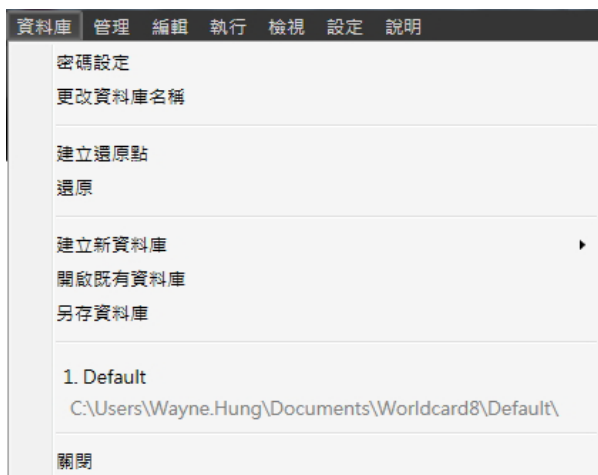 資料庫 管理 編輯 執行 檢視 設定 說明
密碼設定
更改資料庫名稱
建立還原點
還原
建立新資料庫
開啟既有資料庫
另存資料庫
1. Default
C:\Users\Wayne.Hung\Documents\Worldcard8\Default\
關閉